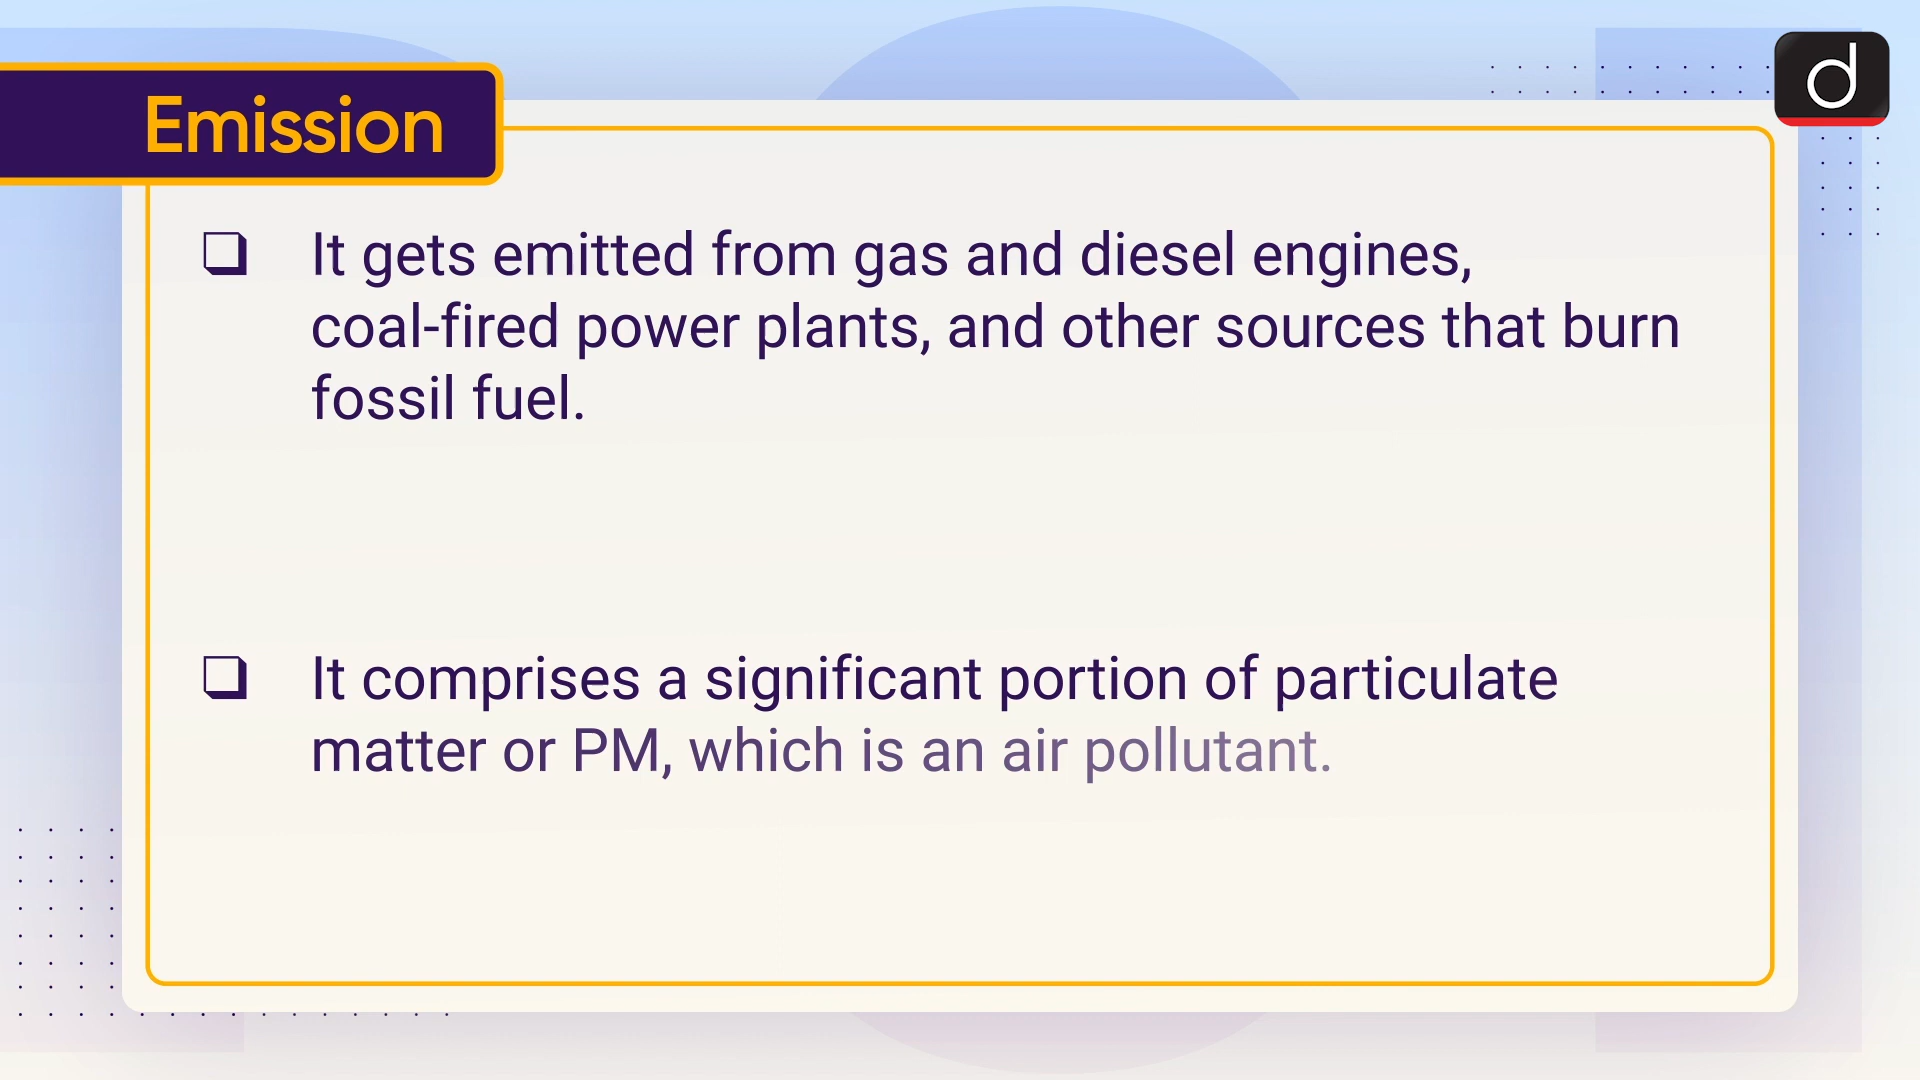 Emission
d
❑ It gets emitted from gas and diesel engines,
coal-fired power plants, and other sources that burn
fossil fuel.
❑ It comprises a significant portion of particulate
matter or PM, which is an air pollutant.